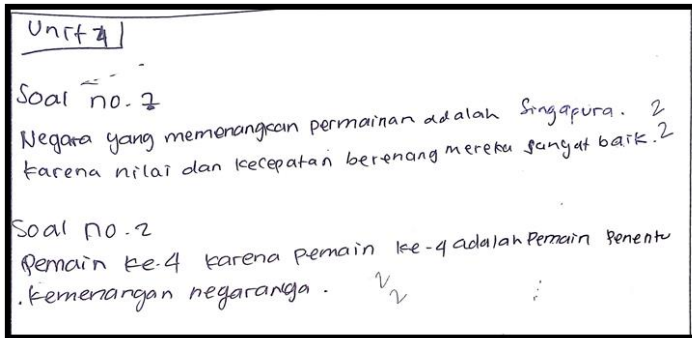 Unit 4
Soal no. 1
Negara yang memenangkan permainan adalah Singapura. 2
karena nilai dan kecepatan berenang mereka sangat baik. 2
Soal no. 2
Pemain ke-4 karena pemain ke-4 adalah Pemain Penentu
kemenangan negaranya. 2
2